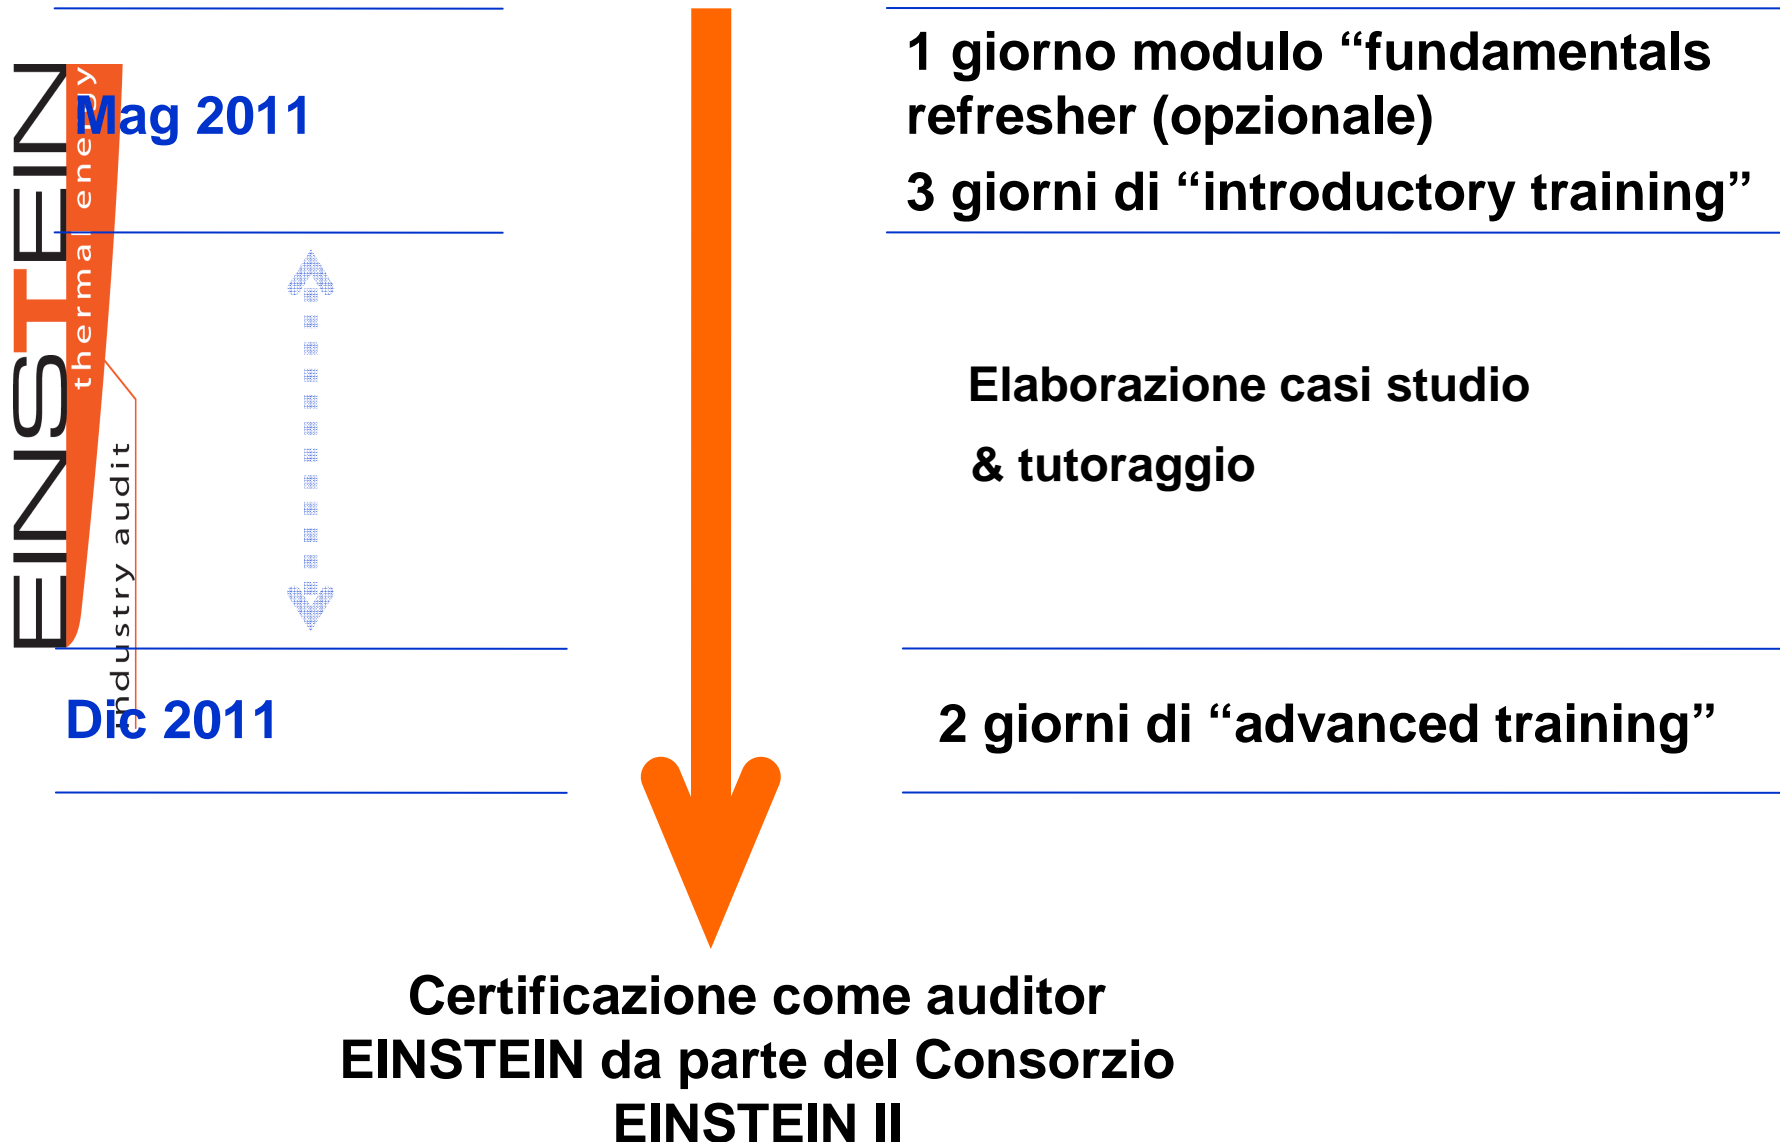 EINSTEIN
thermal energy
industry audit
Mag 2011
1 giorno modulo “fundamentals
refresher (opzionale)
3 giorni di “introductory training”
Elaborazione casi studio
& tutoraggio
Dic 2011
2 giorni di “advanced training”
Certificazione come auditor
EINSTEIN da parte del Consorzio
EINSTEIN II